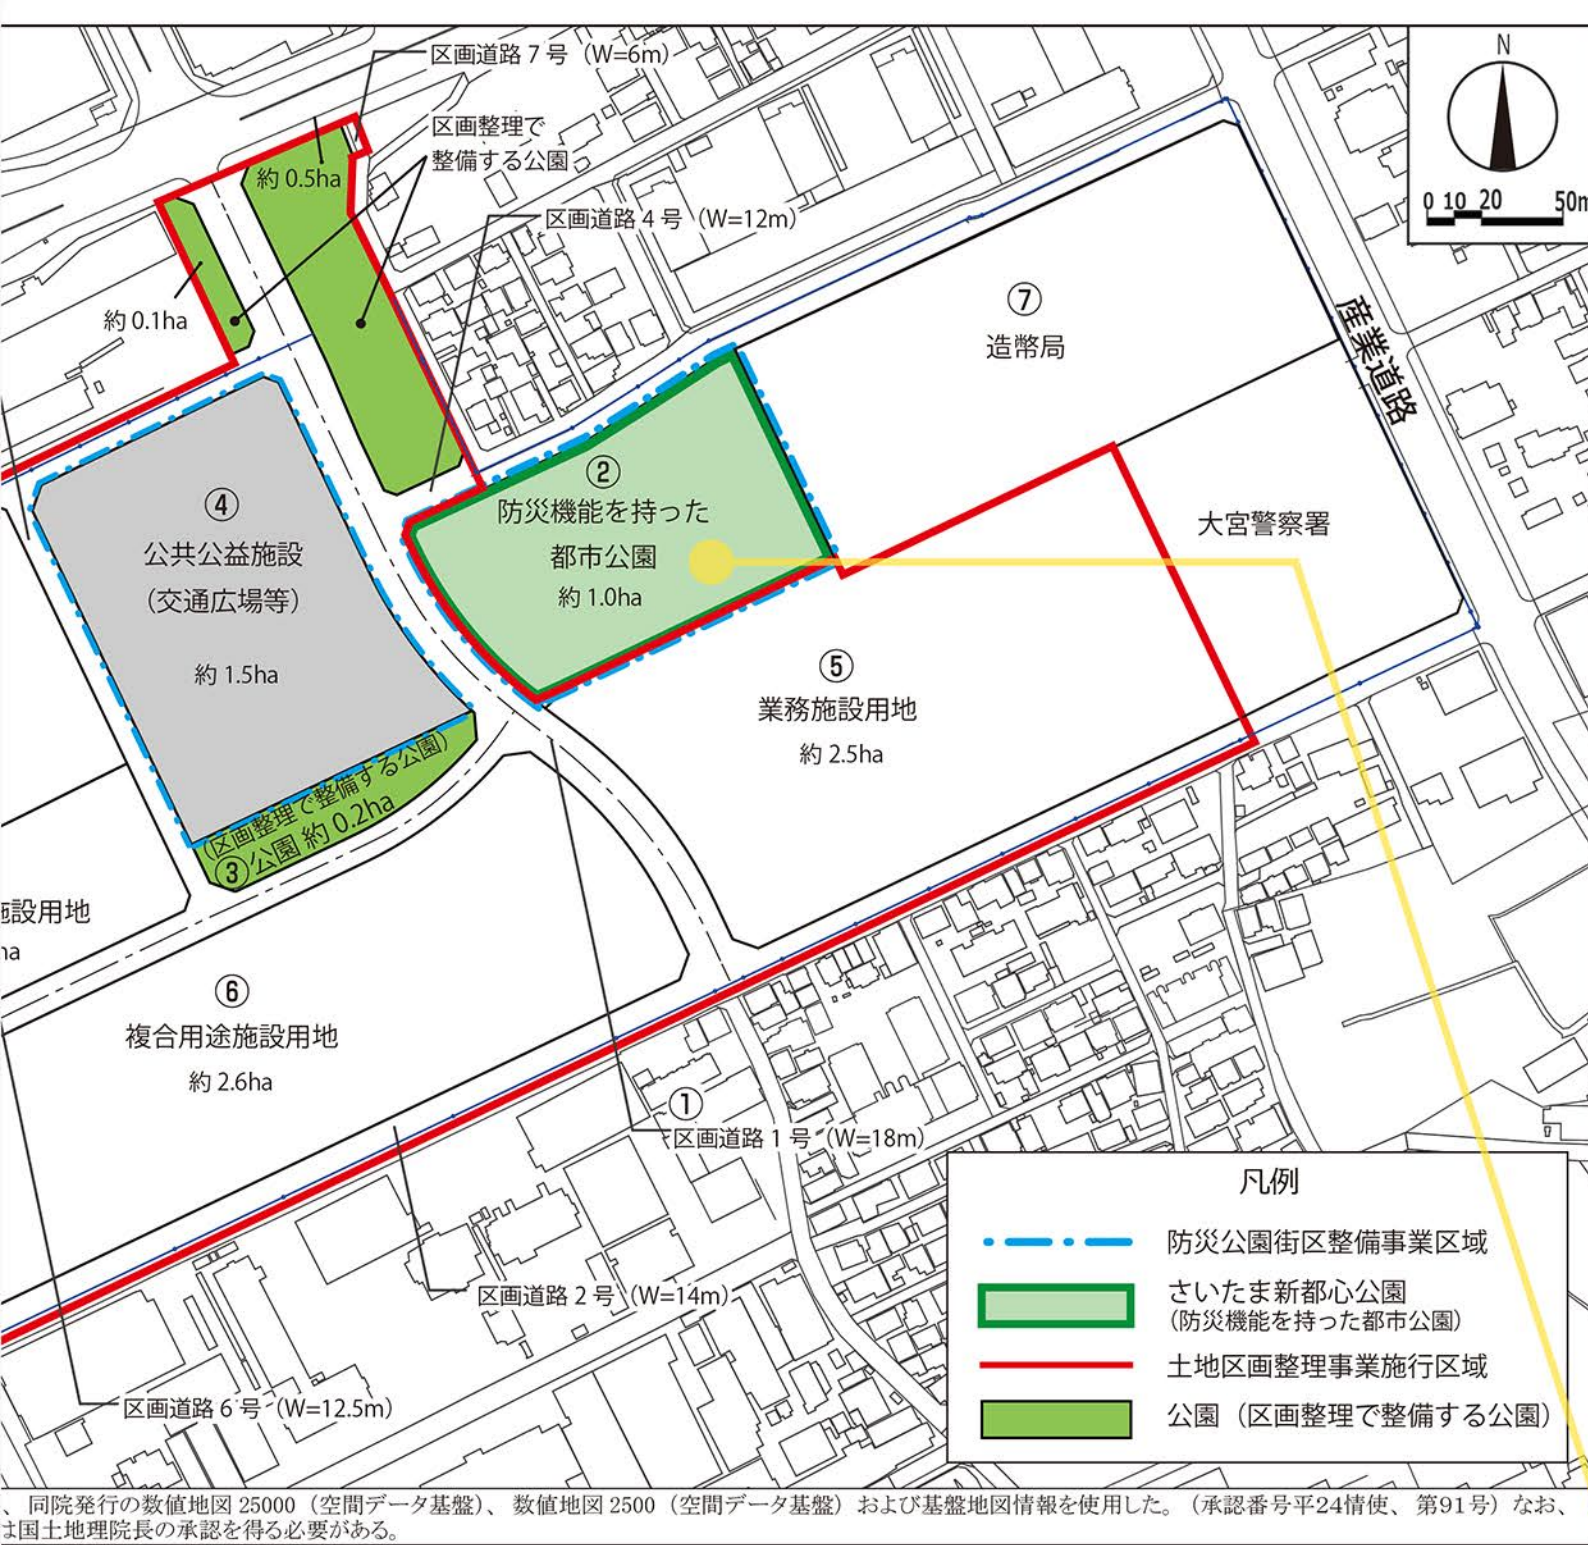 区画道路 7 号（W=6m）
N
区画整理で
整備する公園
約 0.5ha
0 10 20 50m
区画道路 4 号（W=12m）
約 0.1ha
⑦
造幣局
産業道路
②
防災機能を持った
都市公園
約 1.0ha
④
公共公益施設
（交通広場等）
約 1.5ha
大宮警察署
⑤
業務施設用地
約 2.5ha
（区画整理で整備する公園）
③公園 約 0.2ha
施設用地
ha
⑥
複合用途施設用地
約 2.6ha
①
区画道路 1 号（W=18m）
区画道路 2 号（W=14m）
区画道路 6 号（W=12.5m）
凡例
防災公園街区整備事業区域
さいたま新都心公園
（防災機能を持った都市公園）
土地区画整理事業施行区域
公園（区画整理で整備する公園）
、同院発行の数値地図 25000（空間データ基盤）、数値地図 2500（空間データ基盤）および基盤地図情報を使用した。（承認番号平24情使、第91号）なお、
は国土地理院長の承認を得る必要がある。